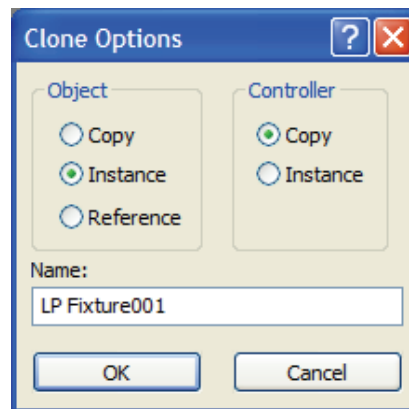 Clone Options ?
Object
Copy
Instance
Reference
Controller
Copy
Instance
Name:
LP Fixture001
OK Cancel